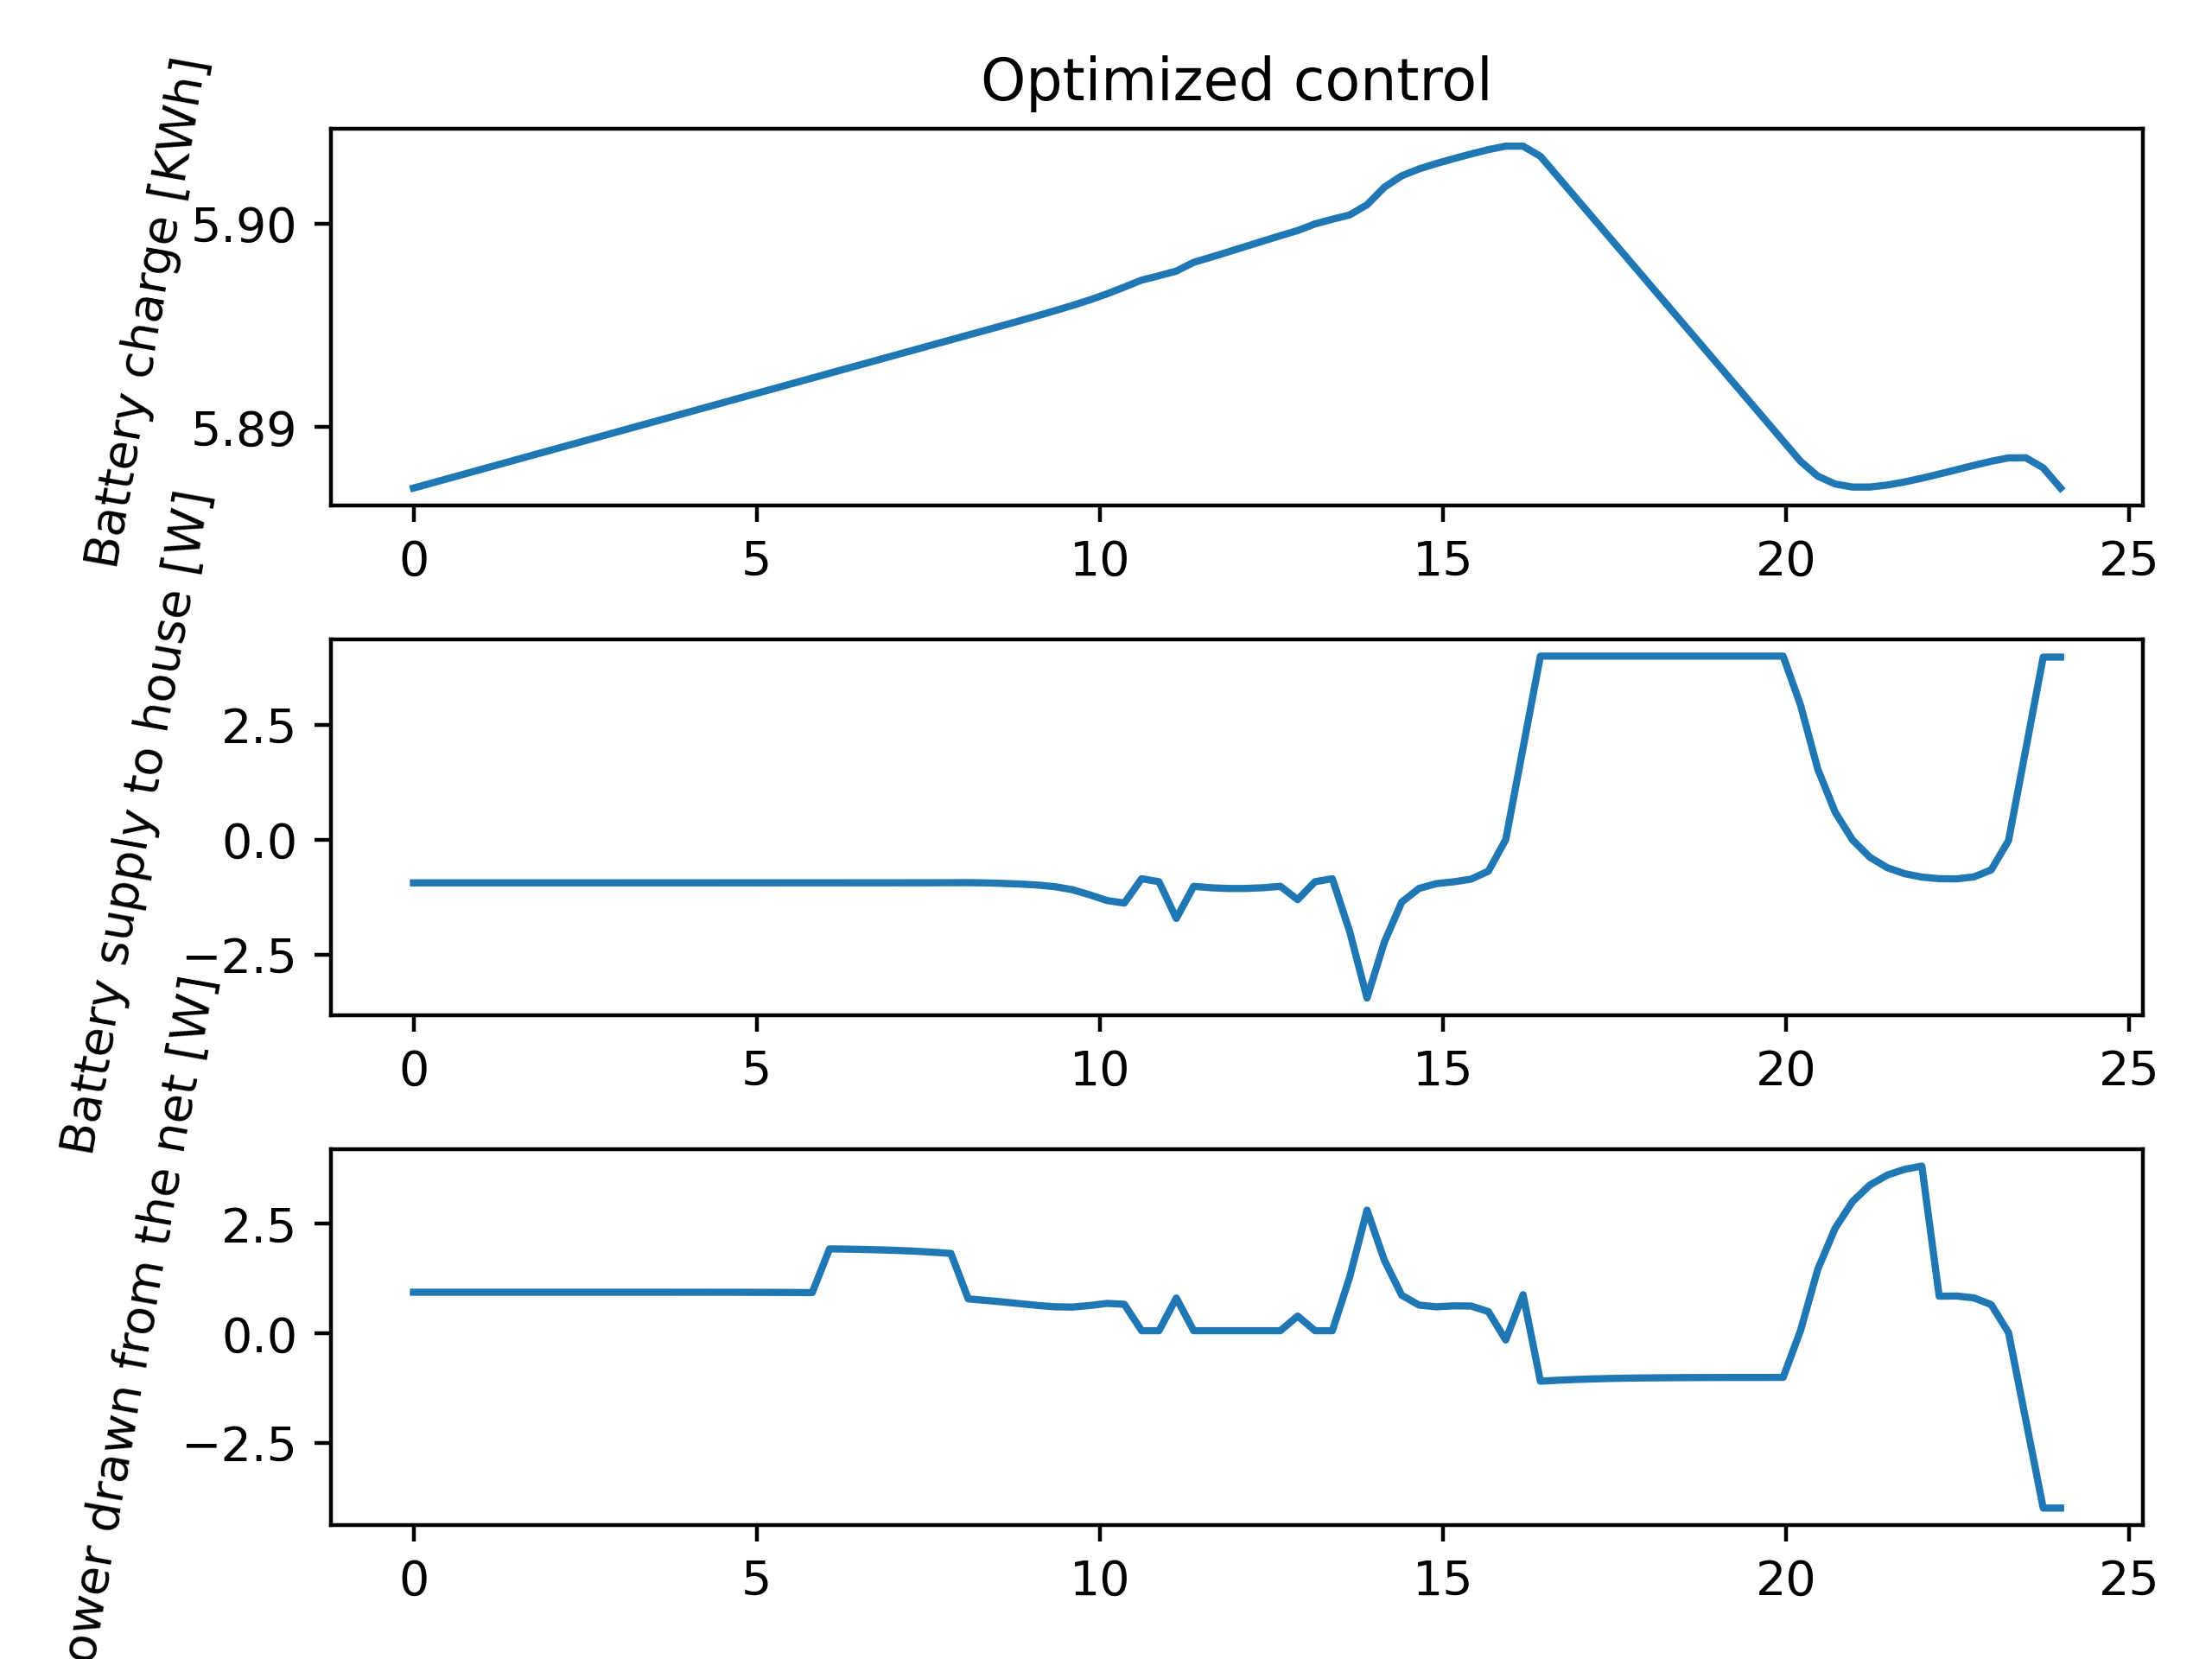 Optimized control
Battery charge [KWh]
5.90
5.89
0 5 10 15 20 25
Battery supply to house [W]
2.5
0.0
−2.5
0 5 10 15 20 25
ower drawn from the net [W]
2.5
0.0
−2.5
0 5 10 15 20 25